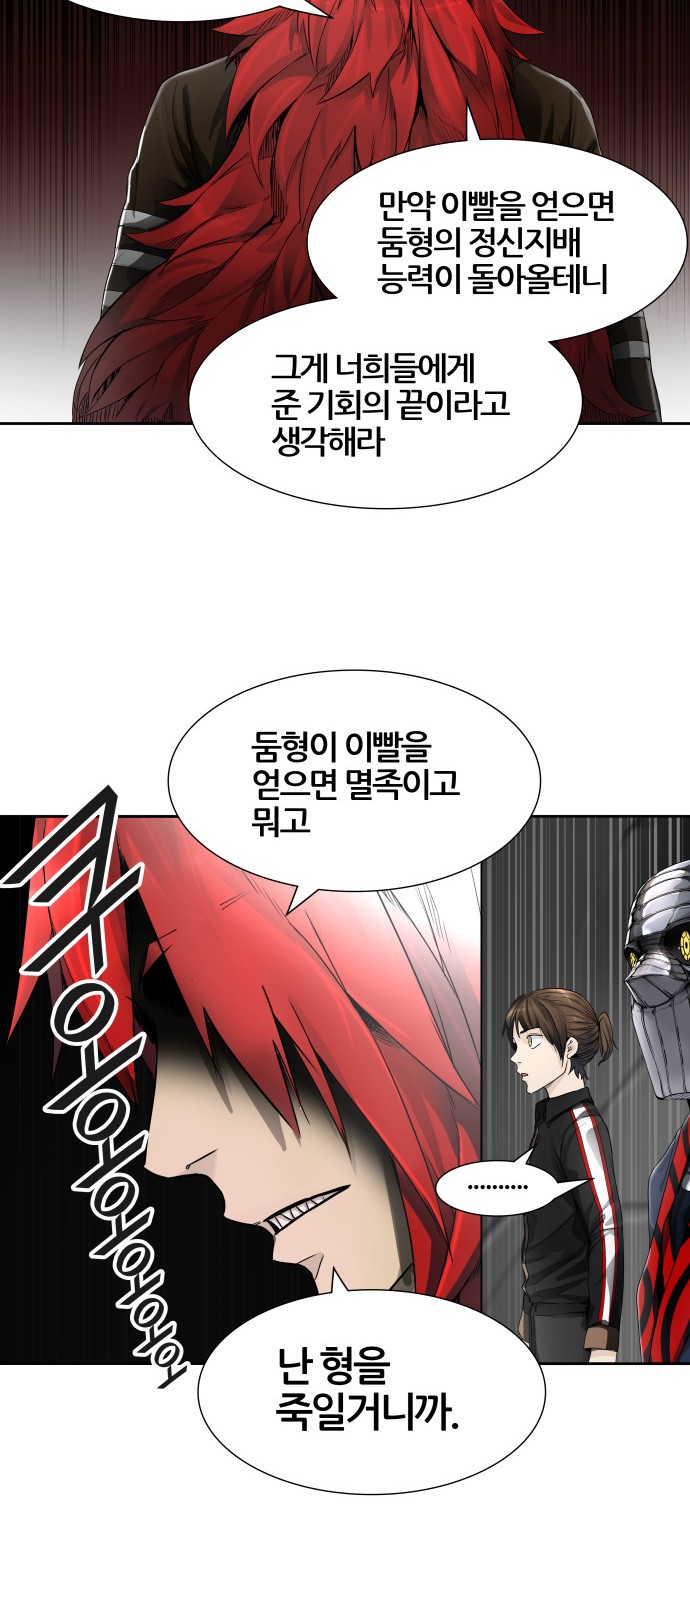 만약 이빨을 얻으면
둠형의 정신지배
능력이 돌아올테니
그게 너희들에게
준 기회의 끝이라고
생각해라
둠형이 이빨을
얻으면 멸족이고
뭐고
구오오오오오오오
..........
난 형을
죽일거니까.